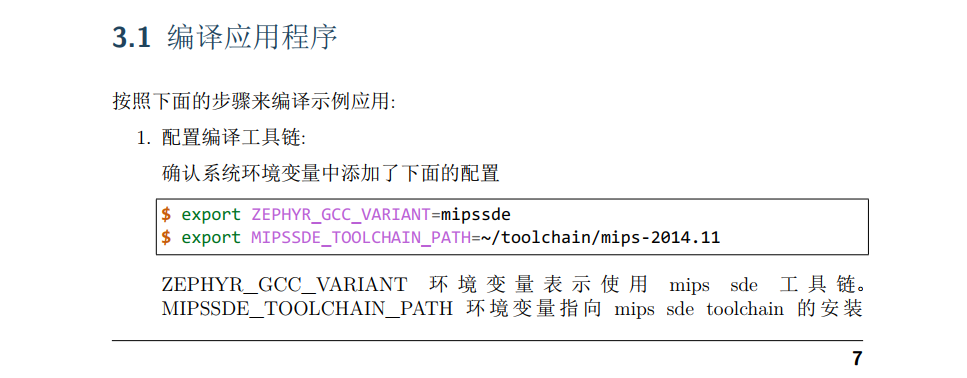 3.1 编译应用程序
按照下面的步骤来编译示例应用:
1. 配置编译工具链:
确认系统环境变量中添加了下面的配置
$ export ZEPHYR_GCC_VARIANT=mipssde
$ export MIPSSDE_TOOLCHAIN_PATH=~/toolchain/mips-2014.11
ZEPHYR_GCC_VARIANT 环境变量表示使用 mips sde 工具链。
MIPSSDE_TOOLCHAIN_PATH 环境变量指向 mips sde toolchain 的安装
7